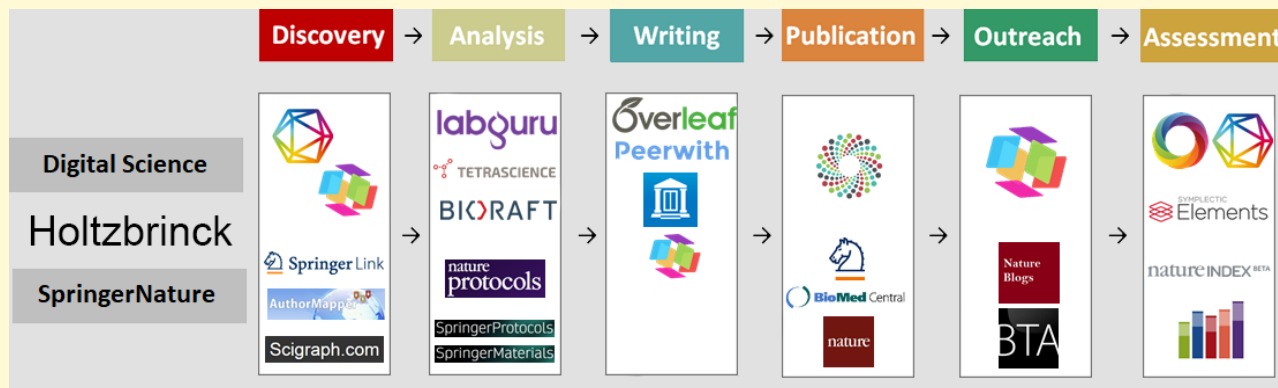 Discovery → Analysis → Writing → Publication → Outreach → Assessment
Digital Science
Holtzbrinck
SpringerNature
Springer Link
AuthorMapper
Scigraph.com
labguru
TETRASCIENCE
BIORAFT
nature
protocols
SpringerProtocols
SpringerMaterials
Overleaf
Peerwith
BioMed Central
nature
Nature
Blogs
BTA
SYMPLECTIC
Elements
nature INDEX BETA